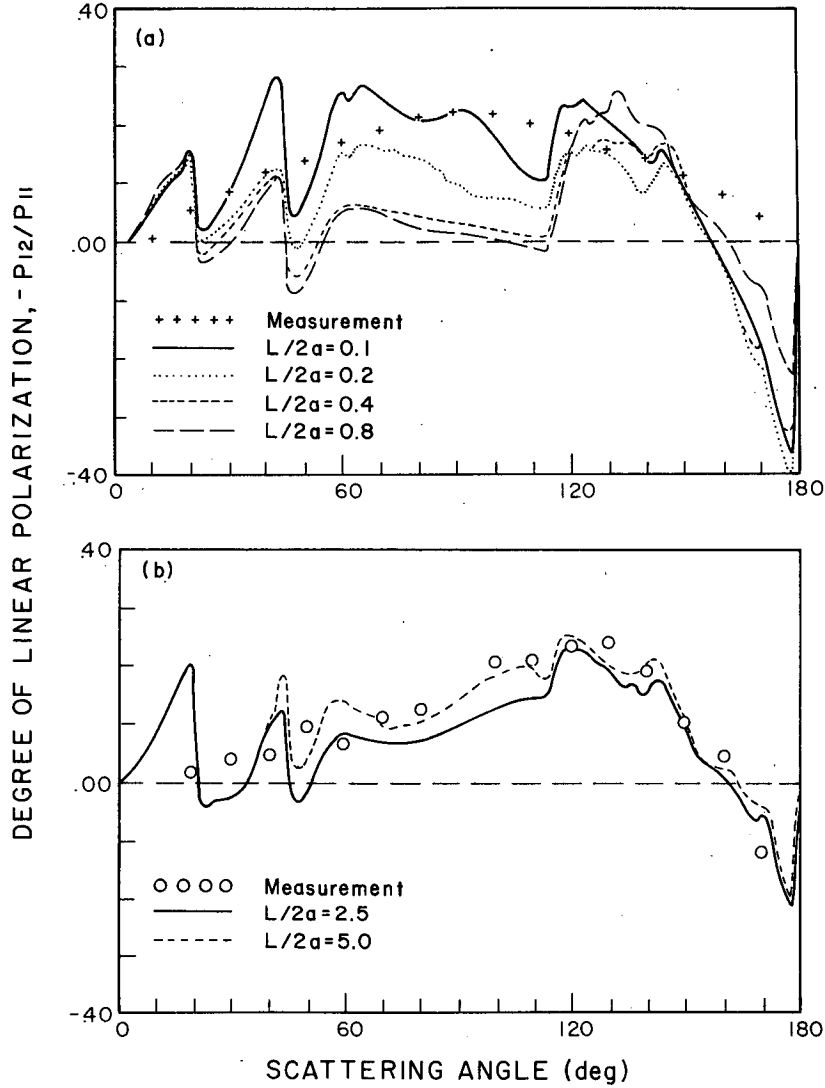 DEGREE OF LINEAR POLARIZATION, - P12/P11
40
(a)
.00
+ + + + + Measurement
L/2a=0.1
L/2a=0.2
L/2a=0.4
L/2a=0.8
-40
0 60 120 180
40
(b)
.00
Measurement
L/2a=2.5
L/2a=5.0
-40
0 60 120 180
SCATTERING ANGLE (deg)